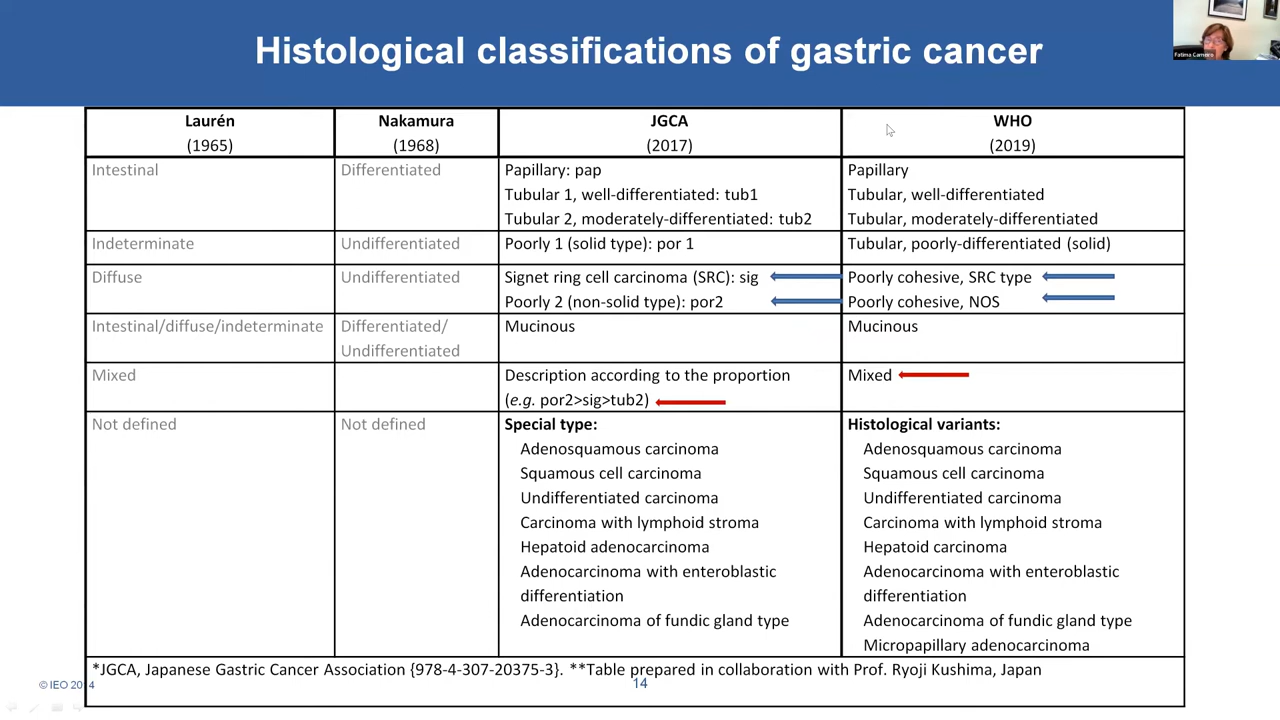 Histological classifications of gastric cancer
Fatima Carneiro
Laurén
(1965)
Nakamura
(1968)
JGCA
(2017)
WHO
(2019)
Intestinal
Differentiated
Papillary: pap
Tubular 1, well-differentiated: tub1
Tubular 2, moderately-differentiated: tub2
Papillary
Tubular, well-differentiated
Tubular, moderately-differentiated
Indeterminate
Undifferentiated
Poorly 1 (solid type): por 1
Tubular, poorly-differentiated (solid)
Diffuse
Undifferentiated
Signet ring cell carcinoma (SRC): sig
Poorly 2 (non-solid type): por2
Poorly cohesive, SRC type
Poorly cohesive, NOS
Intestinal/diffuse/indeterminate
Differentiated/
Undifferentiated
Mucinous
Mucinous
Mixed
Description according to the proportion
(e.g. por2>sig>tub2)
Mixed
Not defined
Not defined
Special type:
Adenosquamous carcinoma
Squamous cell carcinoma
Undifferentiated carcinoma
Carcinoma with lymphoid stroma
Hepatoid adenocarcinoma
Adenocarcinoma with enteroblastic
differentiation
Adenocarcinoma of fundic gland type
Histological variants:
Adenosquamous carcinoma
Squamous cell carcinoma
Undifferentiated carcinoma
Carcinoma with lymphoid stroma
Hepatoid carcinoma
Adenocarcinoma with enteroblastic
differentiation
Adenocarcinoma of fundic gland type
Micropapillary adenocarcinoma
*JGCA, Japanese Gastric Cancer Association {978-4-307-20375-3}. **Table prepared in collaboration with Prof. Ryoji Kushima, Japan
© IEO 2014
14